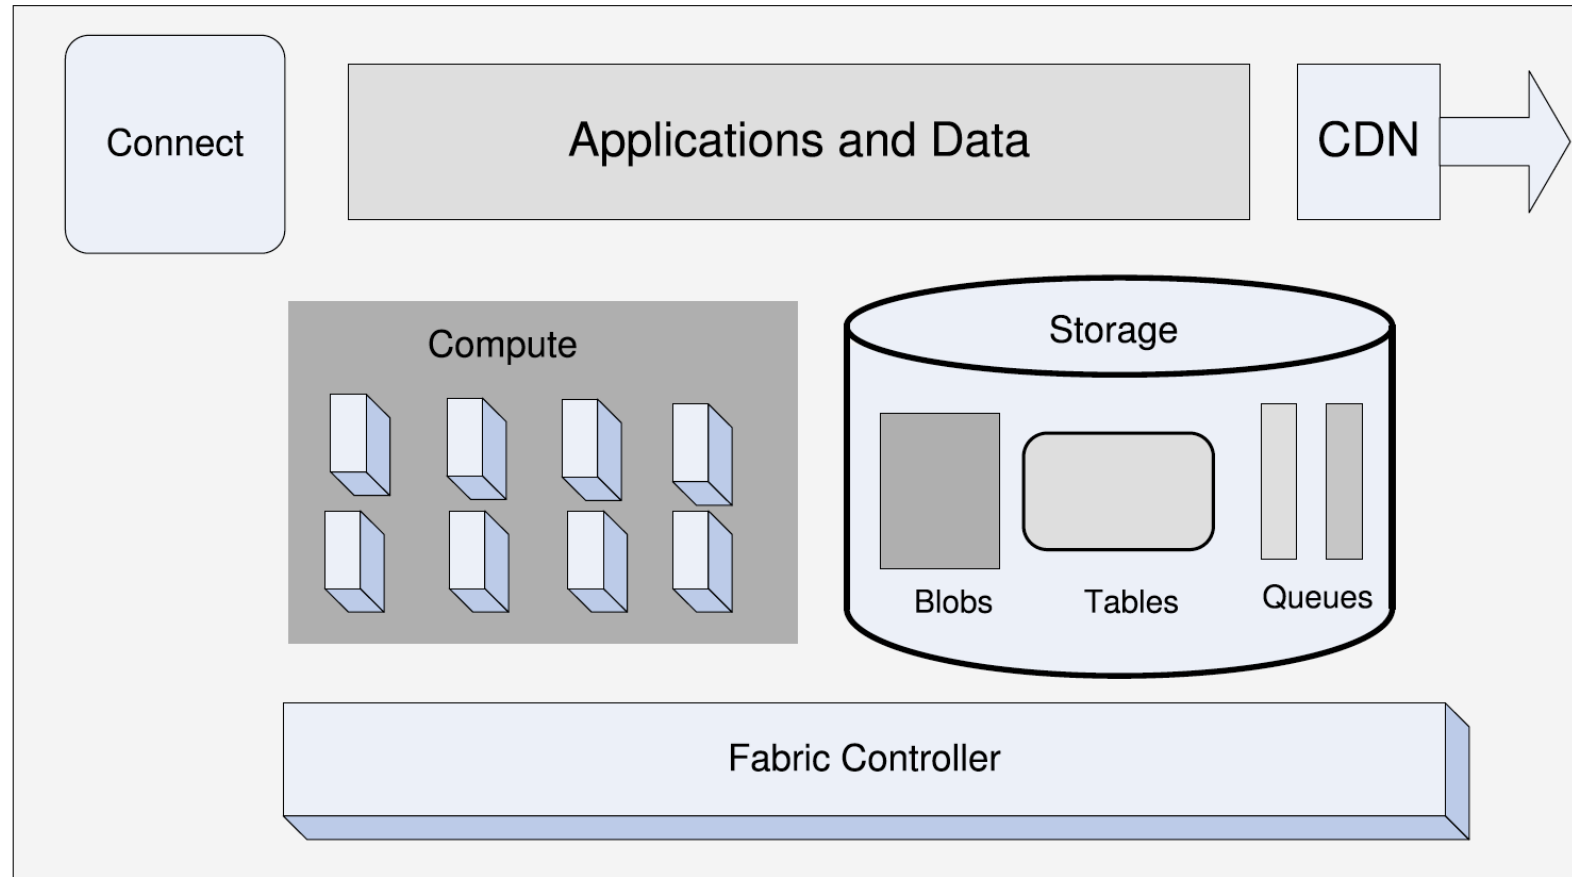 Connect
Applications and Data
CDN
Compute
Storage
Blobs
Tables
Queues
Fabric Controller